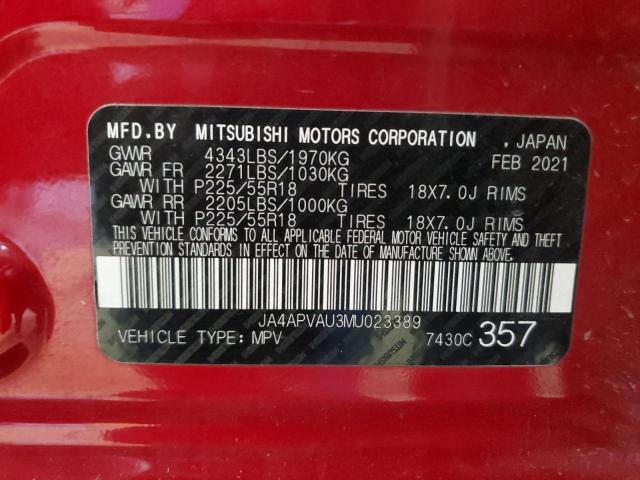 MFD.BY MITSUBISHI MOTORS CORPORATION . JAPAN
GVWR 4343LBS/1970KG FEB 2021
GAWR FR 2271LBS/1030KG
WITH P225/55R18 TIRES 18X7.0J RIMS
GAWR RR 2205LBS/1000KG
WITH P225/55R18 TIRES 18X7.0J RIMS
THIS VEHICLE CONFORMS TO ALL APPLICABLE FEDERAL MOTOR VEHICLE SAFETY AND THEFT
PREVENTION STANDARDS IN EFFECT ON THE DATE OF MANUFACTURE SHOWN ABOVE.
JA4APVAU3MU023389
VEHICLE TYPE: MPV 7430C 357